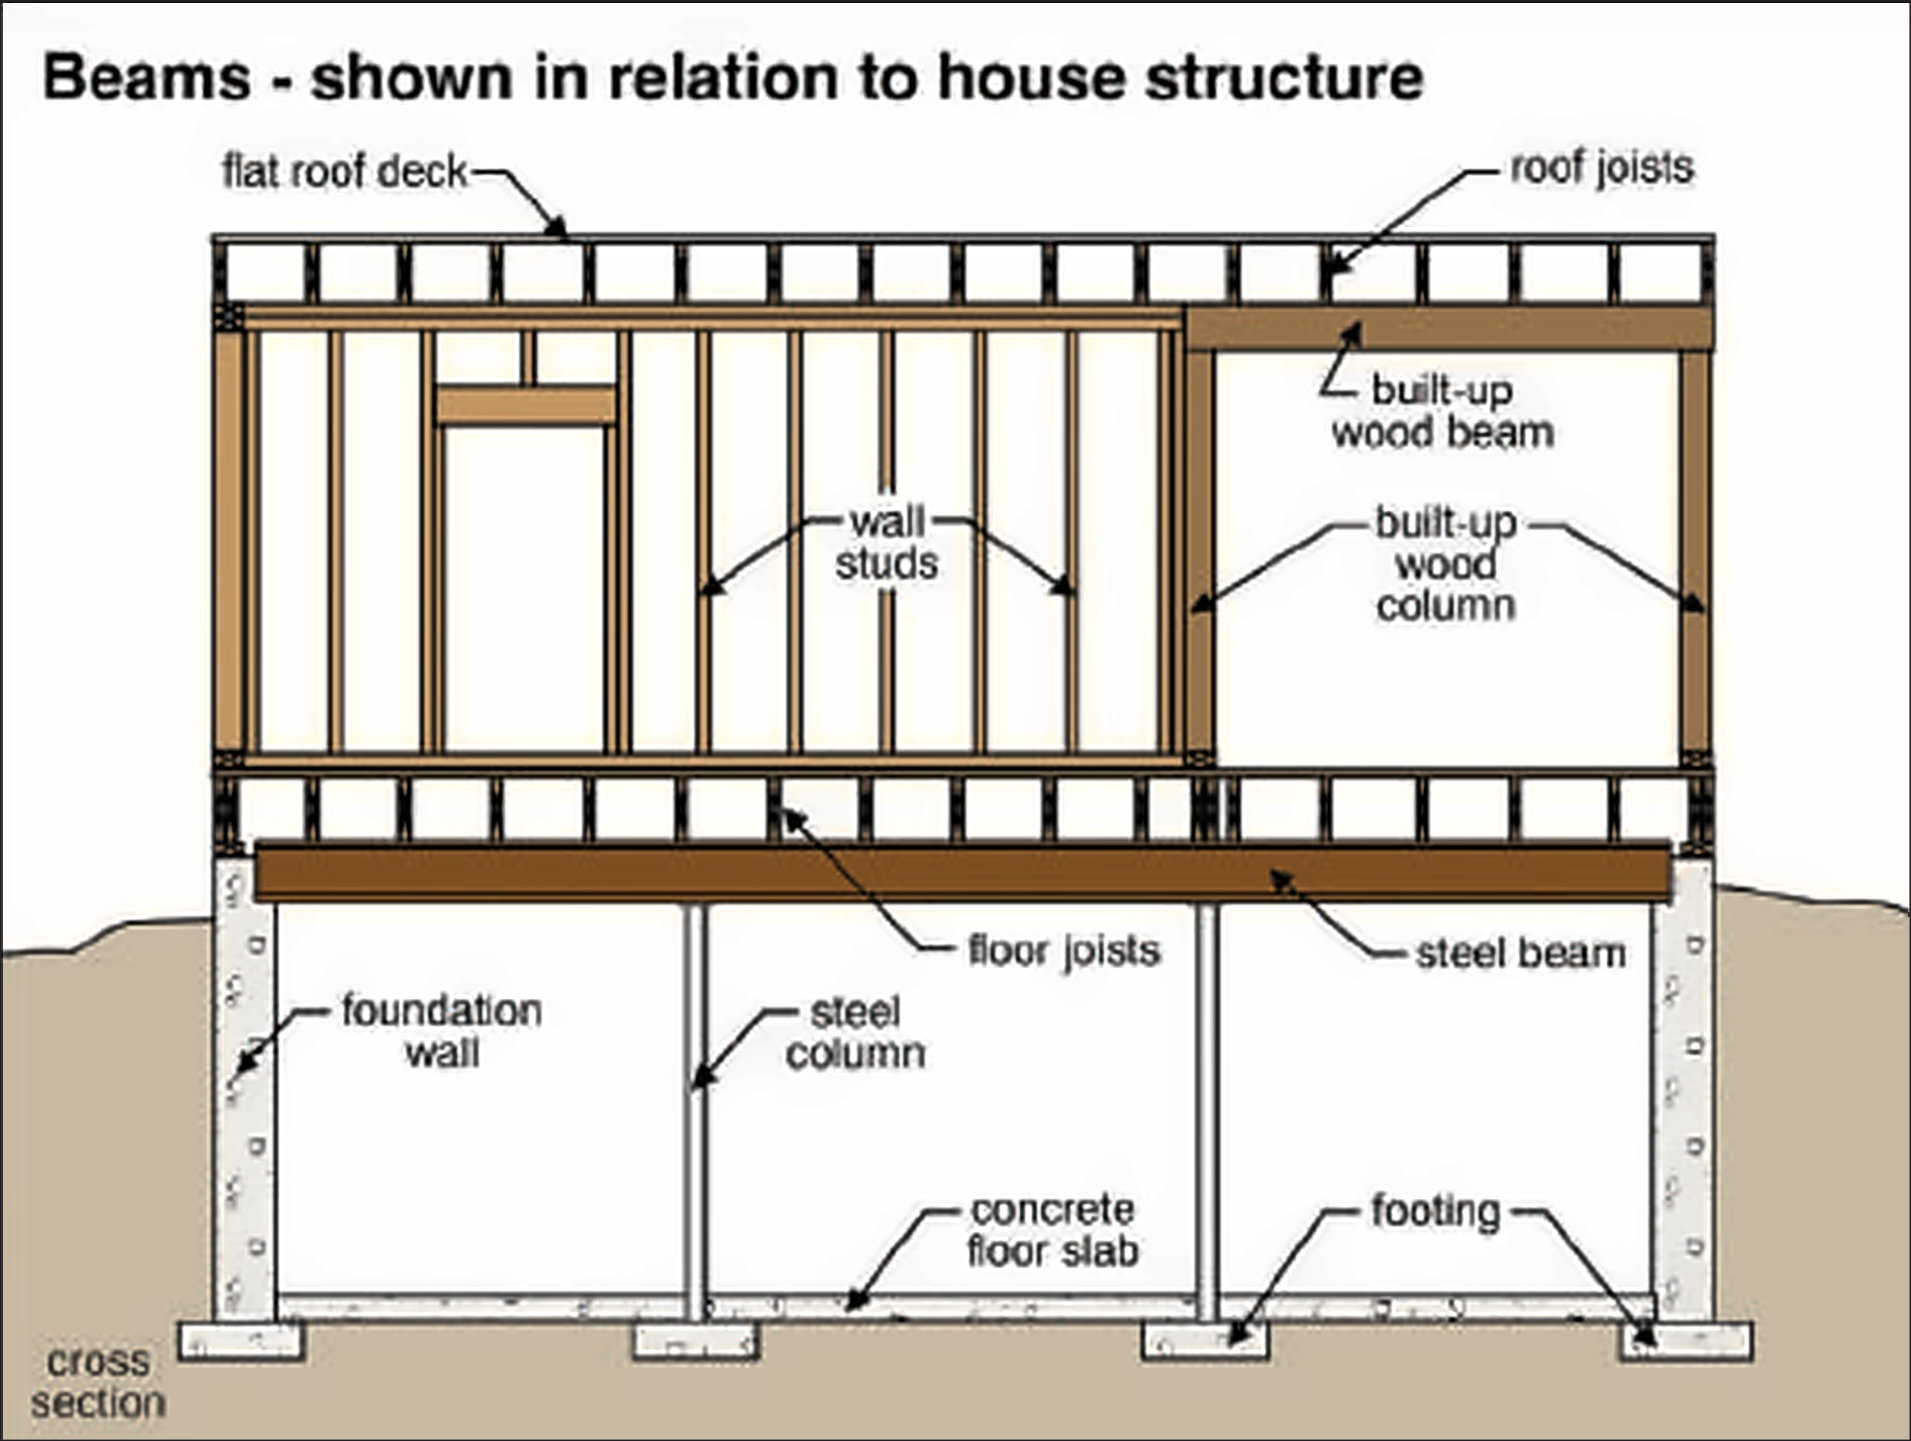 Beams - shown in relation to house structure
flat roof deck
roof joists
built-up
wood beam
wall
studs
built-up
wood
column
floor joists
steel beam
foundation
wall
steel
column
concrete
floor slab
footing
cross
section